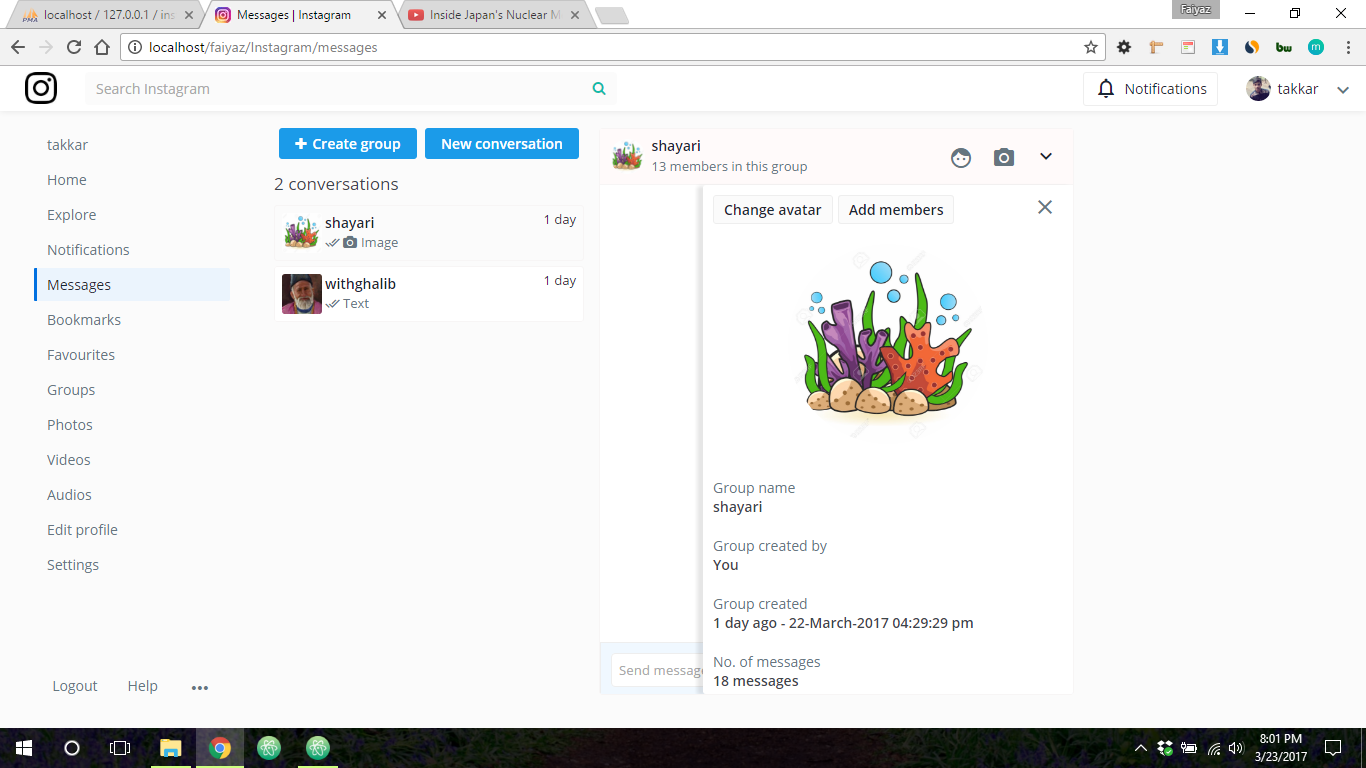 localhost / 127.0.0.1 / ins
Messages | Instagram
Inside Japan's Nuclear M
Faiyaz
localhost/faiyaz/Instagram/messages
Search Instagram
Notifications
takkar
takkar
Home
Explore
Notifications
Messages
Bookmarks
Favourites
Groups
Photos
Videos
Audios
Edit profile
Settings
Logout Help
Create group
New conversation
2 conversations
shayari 1 day
Image
withghalib 1 day
Text
shayari
13 members in this group
Change avatar Add members
Group name
shayari
Group created by
You
Group created
1 day ago - 22-March-2017 04:29:29 pm
No. of messages
18 messages
Send message
8:01 PM
3/23/2017